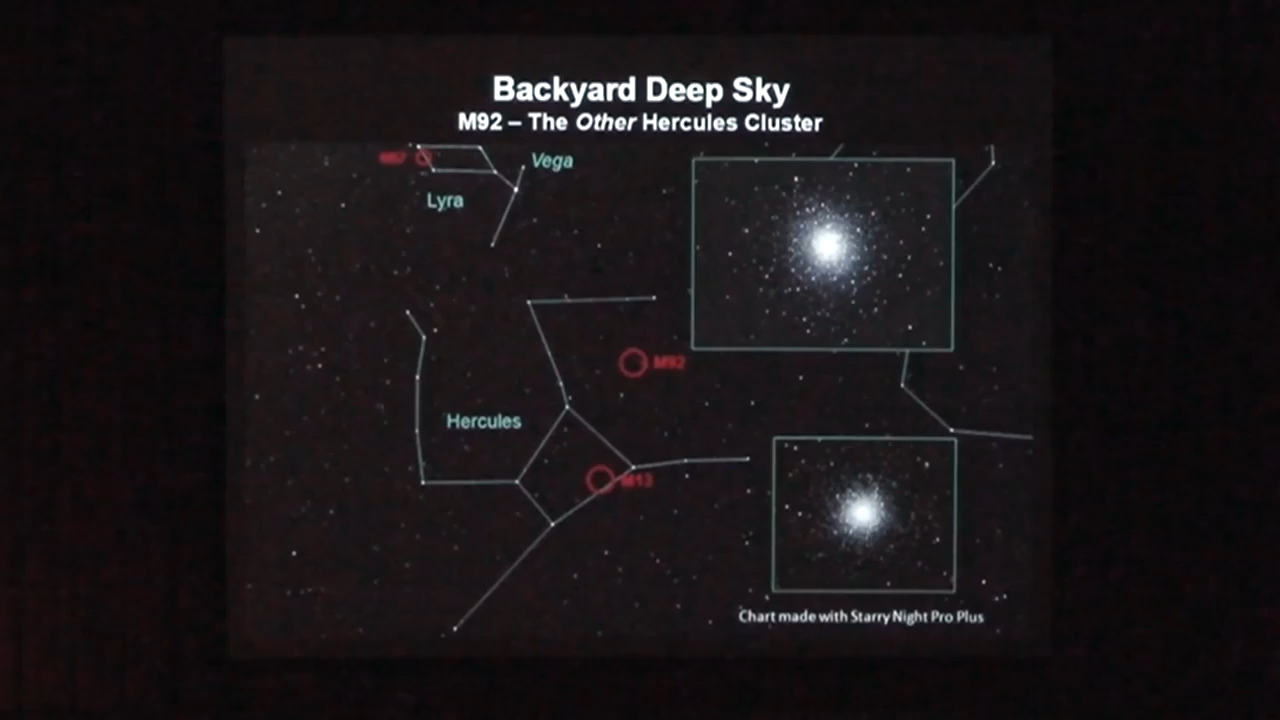 Backyard Deep Sky
M92 – The Other Hercules Cluster
M57
Vega
Lyra
M92
Hercules
M13
Chart made with Starry Night Pro Plus